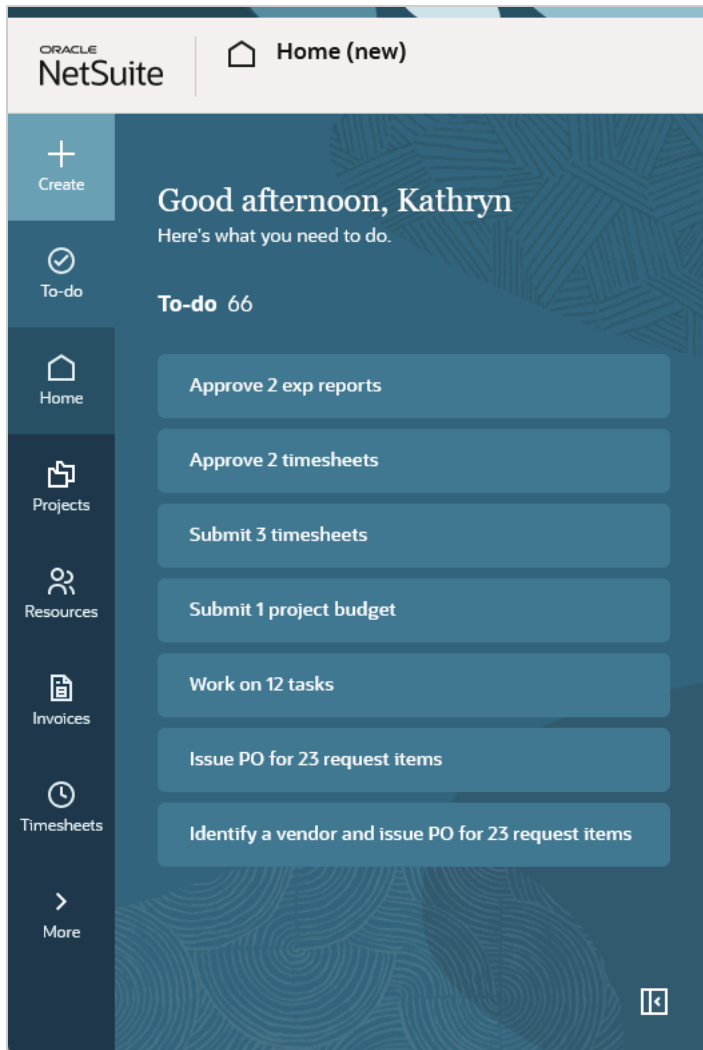 ORACLE
NetSuite
Home (new)
Create
To-do
Home
Projects
Resources
Invoices
Timesheets
More
Good afternoon, Kathryn
Here's what you need to do.
To-do 66
Approve 2 exp reports
Approve 2 timesheets
Submit 3 timesheets
Submit 1 project budget
Work on 12 tasks
Issue PO for 23 request items
Identify a vendor and issue PO for 23 request items